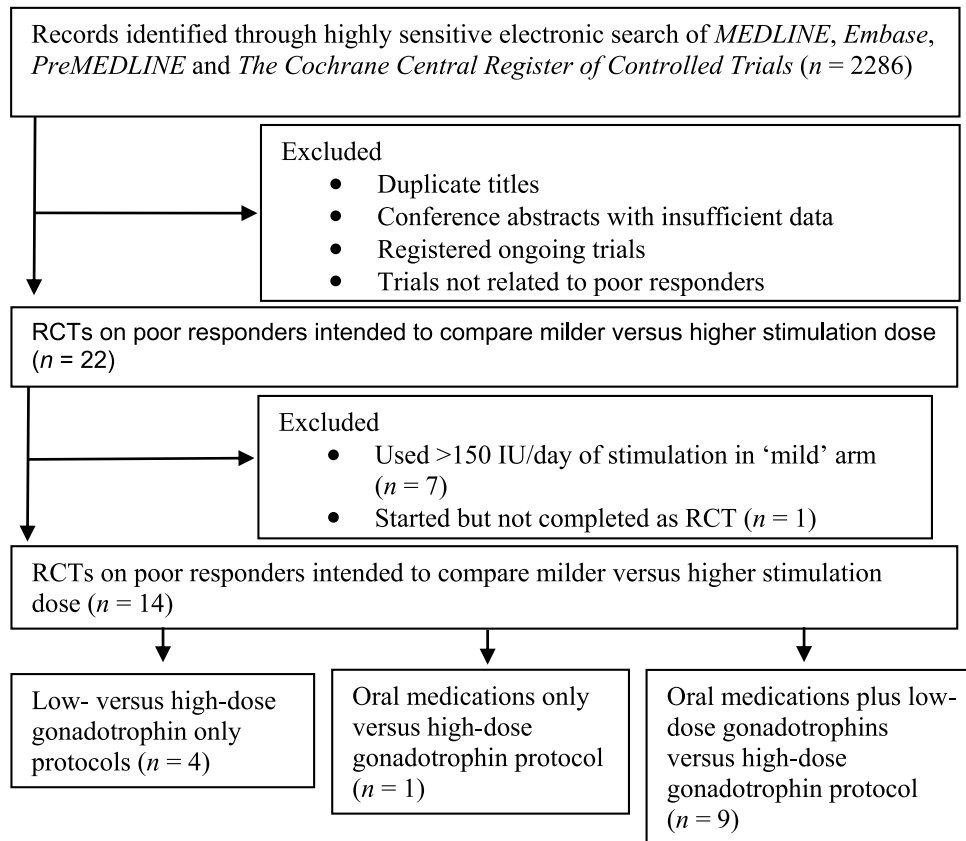 Records identified through highly sensitive electronic search of MEDLINE, Embase,
PreMEDLINE and The Cochrane Central Register of Controlled Trials (n = 2286)
Excluded
• Duplicate titles
• Conference abstracts with insufficient data
• Registered ongoing trials
• Trials not related to poor responders
RCTs on poor responders intended to compare milder versus higher stimulation dose
(n = 22)
Excluded
• Used >150 IU/day of stimulation in ‘mild’ arm
(n = 7)
• Started but not completed as RCT (n = 1)
RCTs on poor responders intended to compare milder versus higher stimulation
dose (n = 14)
Low- versus high-dose
gonadotrophin only
protocols (n = 4)
Oral medications only
versus high-dose
gonadotrophin protocol
(n = 1)
Oral medications plus low-
dose gonadotrophins
versus high-dose
gonadotrophin protocol
(n = 9)